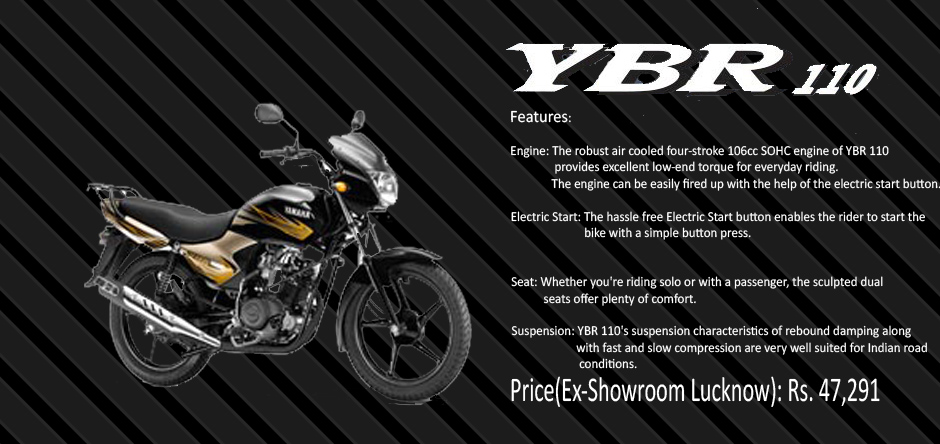 YBR 110
Features:
Engine: The robust air cooled four-stroke 106cc SOHC engine of YBR 110
provides excellent low-end torque for everyday riding.
The engine can be easily fired up with the help of the electric start button.
Electric Start: The hassle free Electric Start button enables the rider to start the
bike with a simple button press.
Seat: Whether you're riding solo or with a passenger, the sculpted dual
seats offer plenty of comfort.
Suspension: YBR 110's suspension characteristics of rebound damping along
with fast and slow compression are very well suited for Indian road
conditions.
Price(Ex-Showroom Lucknow): Rs. 47,291
YAMAHA